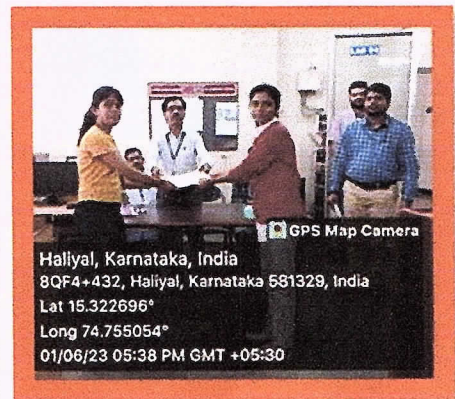 GPS Map Camera
Haliyal, Karnataka, India
8QF4+432, Haliyal, Karnataka 581329, India
Lat 15.322696°
Long 74.755054°
01/06/23 05:38 PM GMT +05:30